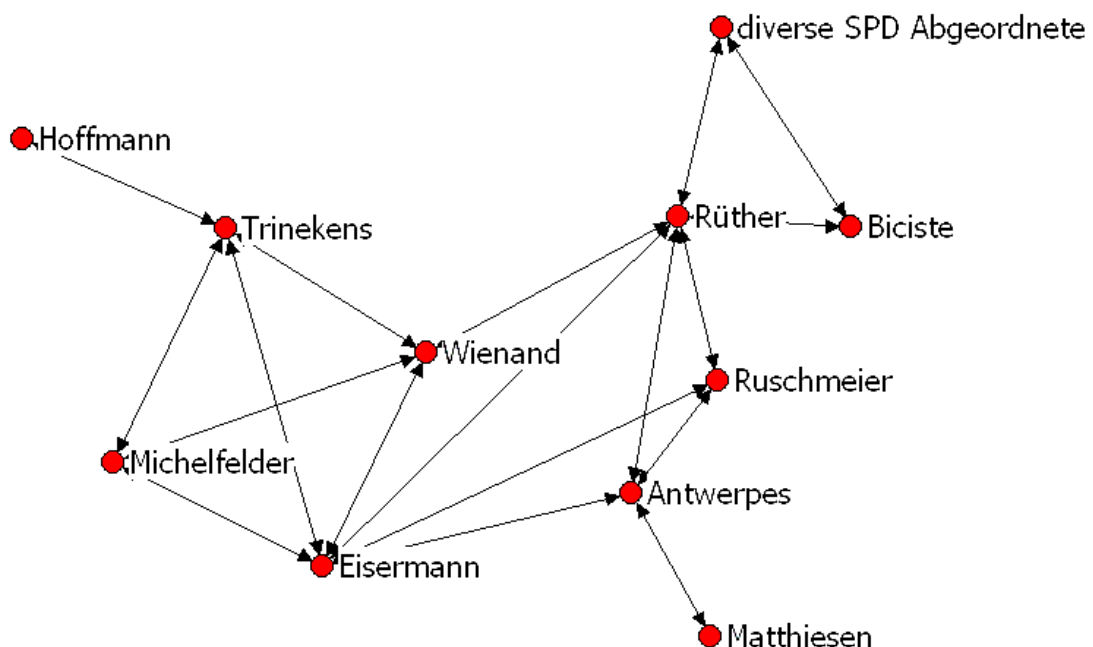 diverse SPD Abgeordnete
Hoffmann
Rüther
Trinekens
Biciste
Wienand
Ruschmeier
Michelfelder
Antwerpes
Eisermann
Matthiesen